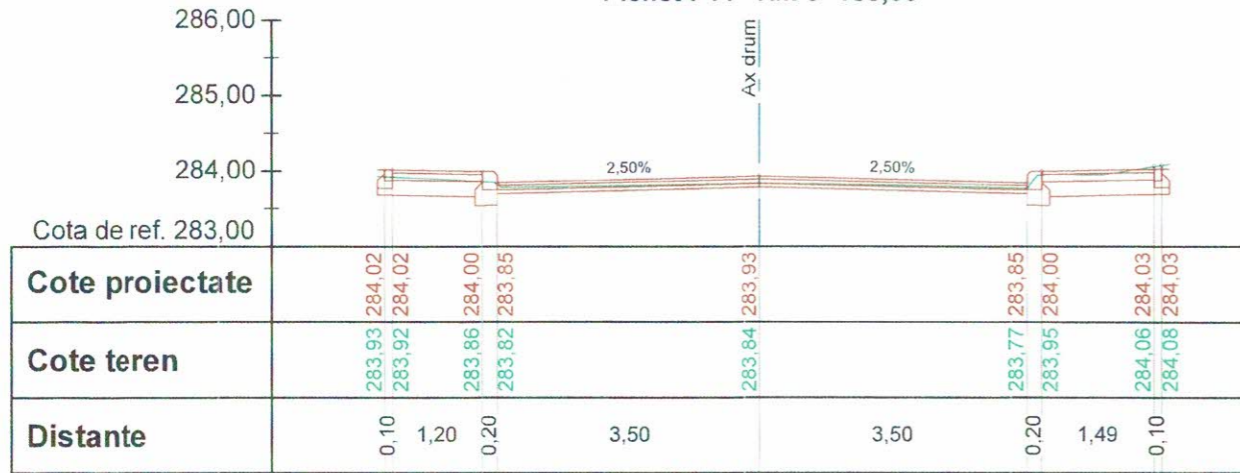 286,00
Ax drum
285,00
284,00
2,50% 2,50%
Cota de ref. 283,00
Cote proiectate 284,02 284,02 284,00 283,85 283,93 283,85 284,00 284,03 284,03
Cote teren 283,93 283,92 283,86 283,82 283,84 283,77 283,95 284,06 284,08
Distante 0,10 1,20 0,20 3,50 3,50 0,20 1,49 0,10